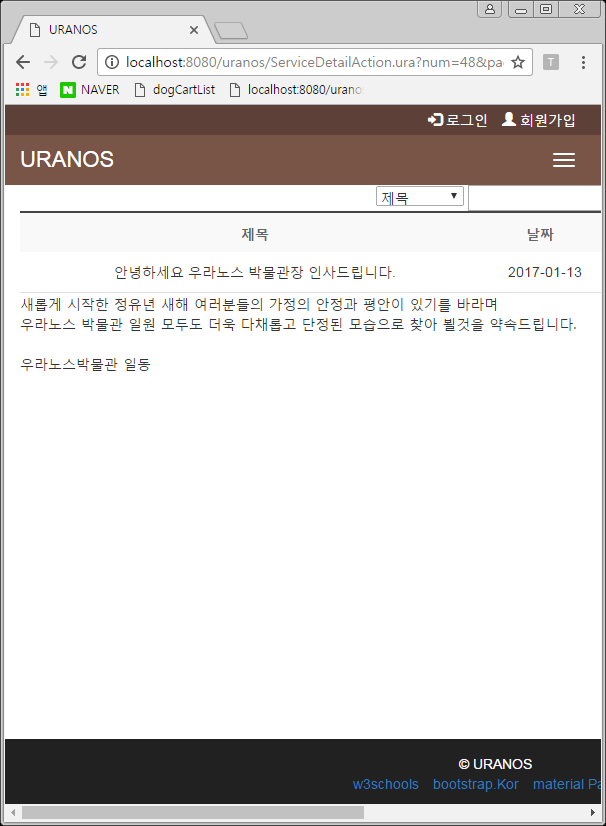 URANOS
localhost:8080/uranos/ServiceDetailAction.ura?num=48&pa
T
앱 NAVER dogCartList localhost:8080/uranos
로그인 회원가입
URANOS
제목
제목 날짜
안녕하세요 우라노스 박물관장 인사드립니다. 2017-01-13
새롭게 시작한 정유년 새해 여러분들의 가정의 안정과 평안이 있기를 바라며
우라노스 박물관 일원 모두도 더욱 다채롭고 단정된 모습으로 찾아 뵐것을 약속드립니다.
우라노스박물관 일동
© URANOS
w3schools bootstrap.Kor material Pa